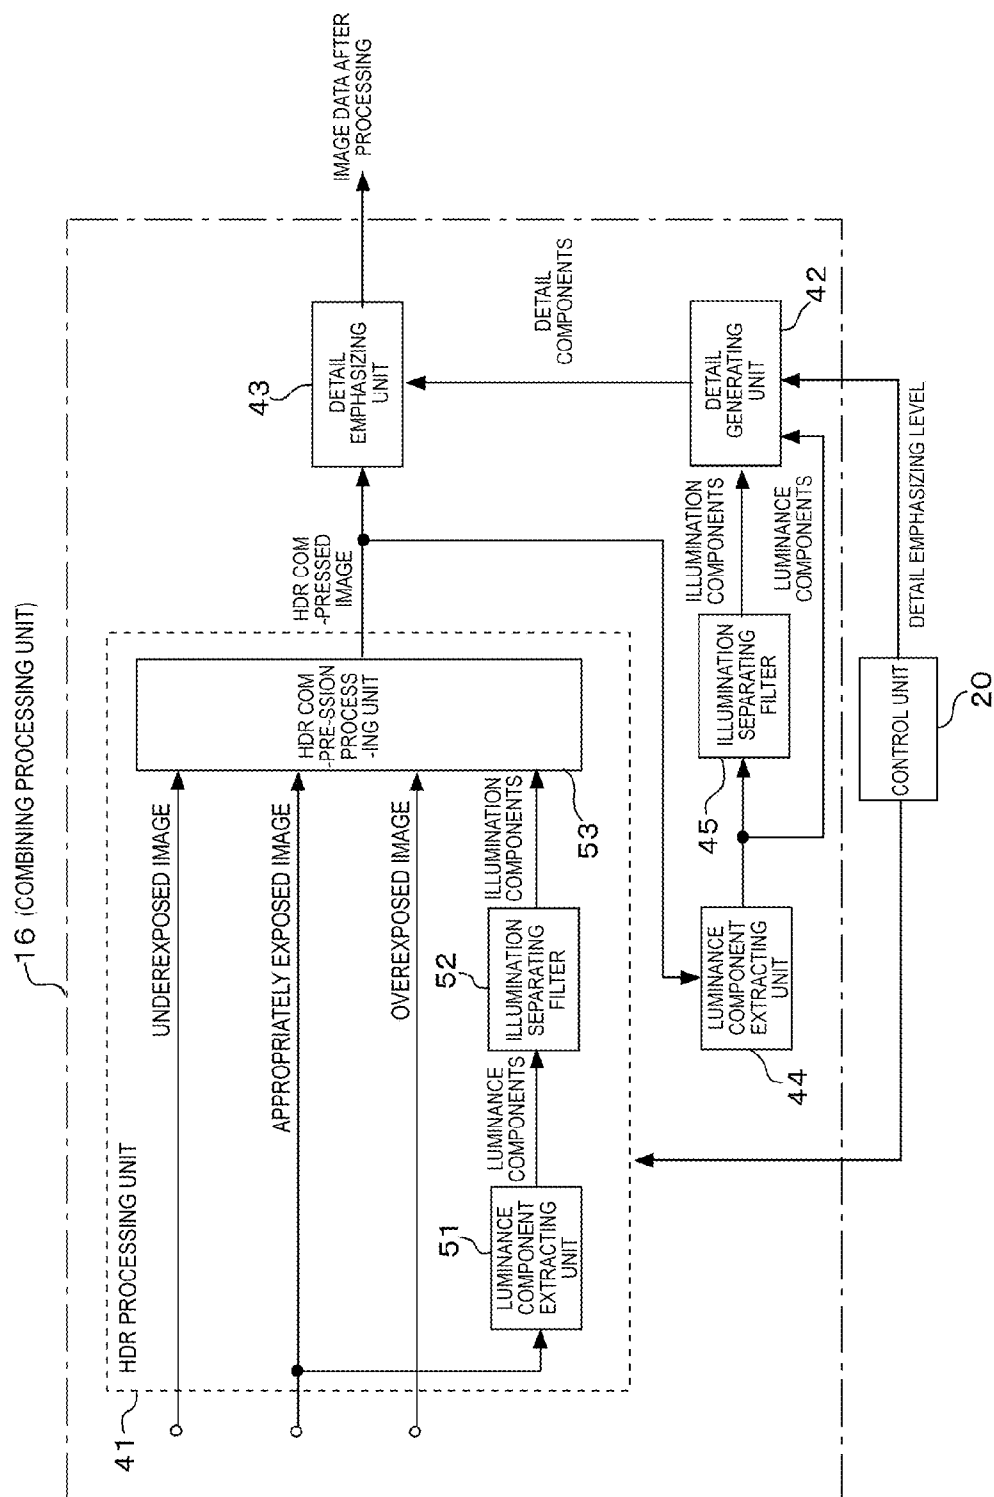 16 (COMBINING PROCESSING UNIT)
41
HDR PROCESSING UNIT
UNDEREXPOSED IMAGE
APPROPRIATELY EXPOSED IMAGE
OVEREXPOSED IMAGE
51
LUMINANCE
COMPONENT
EXTRACTING
UNIT
LUMINANCE
COMPONENTS
52
ILLUMINATION
SEPARATING
FILTER
ILLUMINATION
COMPONENTS
53
HDR COM
-PRE-SSION
PROCESS
-ING UNIT
HDR COM
-PRESSED
IMAGE
43
DETAIL
EMPHASIZING
UNIT
IMAGE DATA AFTER
PROCESSING
DETAIL
COMPONENTS
44
LUMINANCE
COMPONENT
EXTRACTING
UNIT
45
ILLUMINATION
SEPARATING
FILTER
ILLUMINATION
COMPONENTS
LUMINANCE
COMPONENTS
DETAIL
GENERATING
UNIT
42
CONTROL UNIT
20
DETAIL EMPHASIZING LEVEL